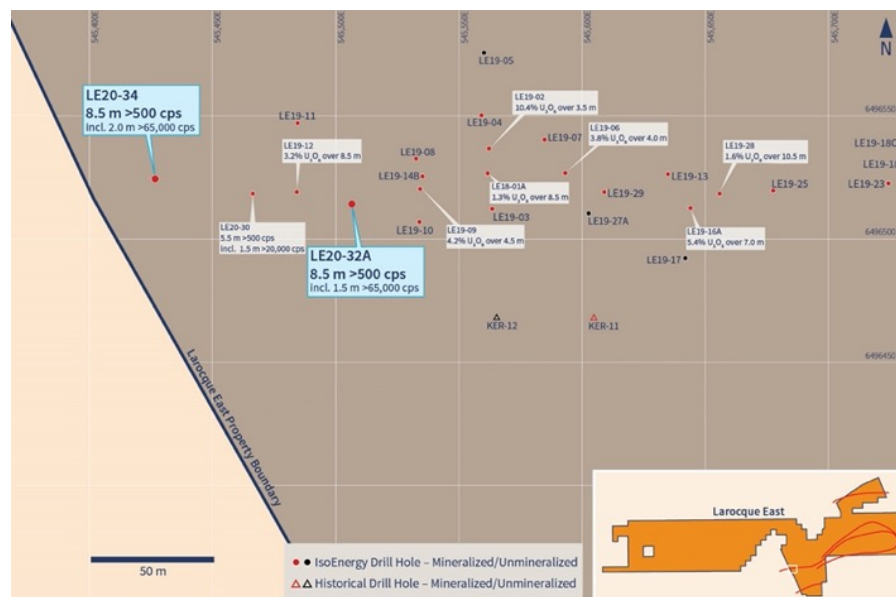 545,400E
545,450E
545,500E
545,550E
545,600E
545,650E
545,700E
N
LE19-05
LE20-34
8.5 m >500 cps
incl. 2.0 m >65,000 cps
LE19-11
LE19-04
LE19-02
10.4% U₃O₈ over 3.5 m
6496550
LE19-12
3.2% U₃O₈ over 8.5 m
LE19-07
LE19-06
3.8% U₃O₈ over 4.0 m
LE19-28
1.6% U₃O₈ over 10.5 m
LE19-08
LE19-14B
LE18-01A
1.3% U₃O₈ over 8.5 m
LE19-13
LE19-29
LE19-25
LE19-23
LE19-03
LE19-27A
LE19-10
LE19-09
4.2% U₃O₈ over 4.5 m
LE19-16A
5.4% U₃O₈ over 7.0 m
LE20-30
5.5 m >500 cps
incl. 1.5 m >20,000 cps
6496500
LE20-32A
8.5 m >500 cps
incl. 1.5 m >65,000 cps
LE19-17
KER-12
KER-11
6496450
Larocque East Property Boundary
50 m
IsoEnergy Drill Hole – Mineralized/Unmineralized
Historical Drill Hole – Mineralized/Unmineralized
Larocque East